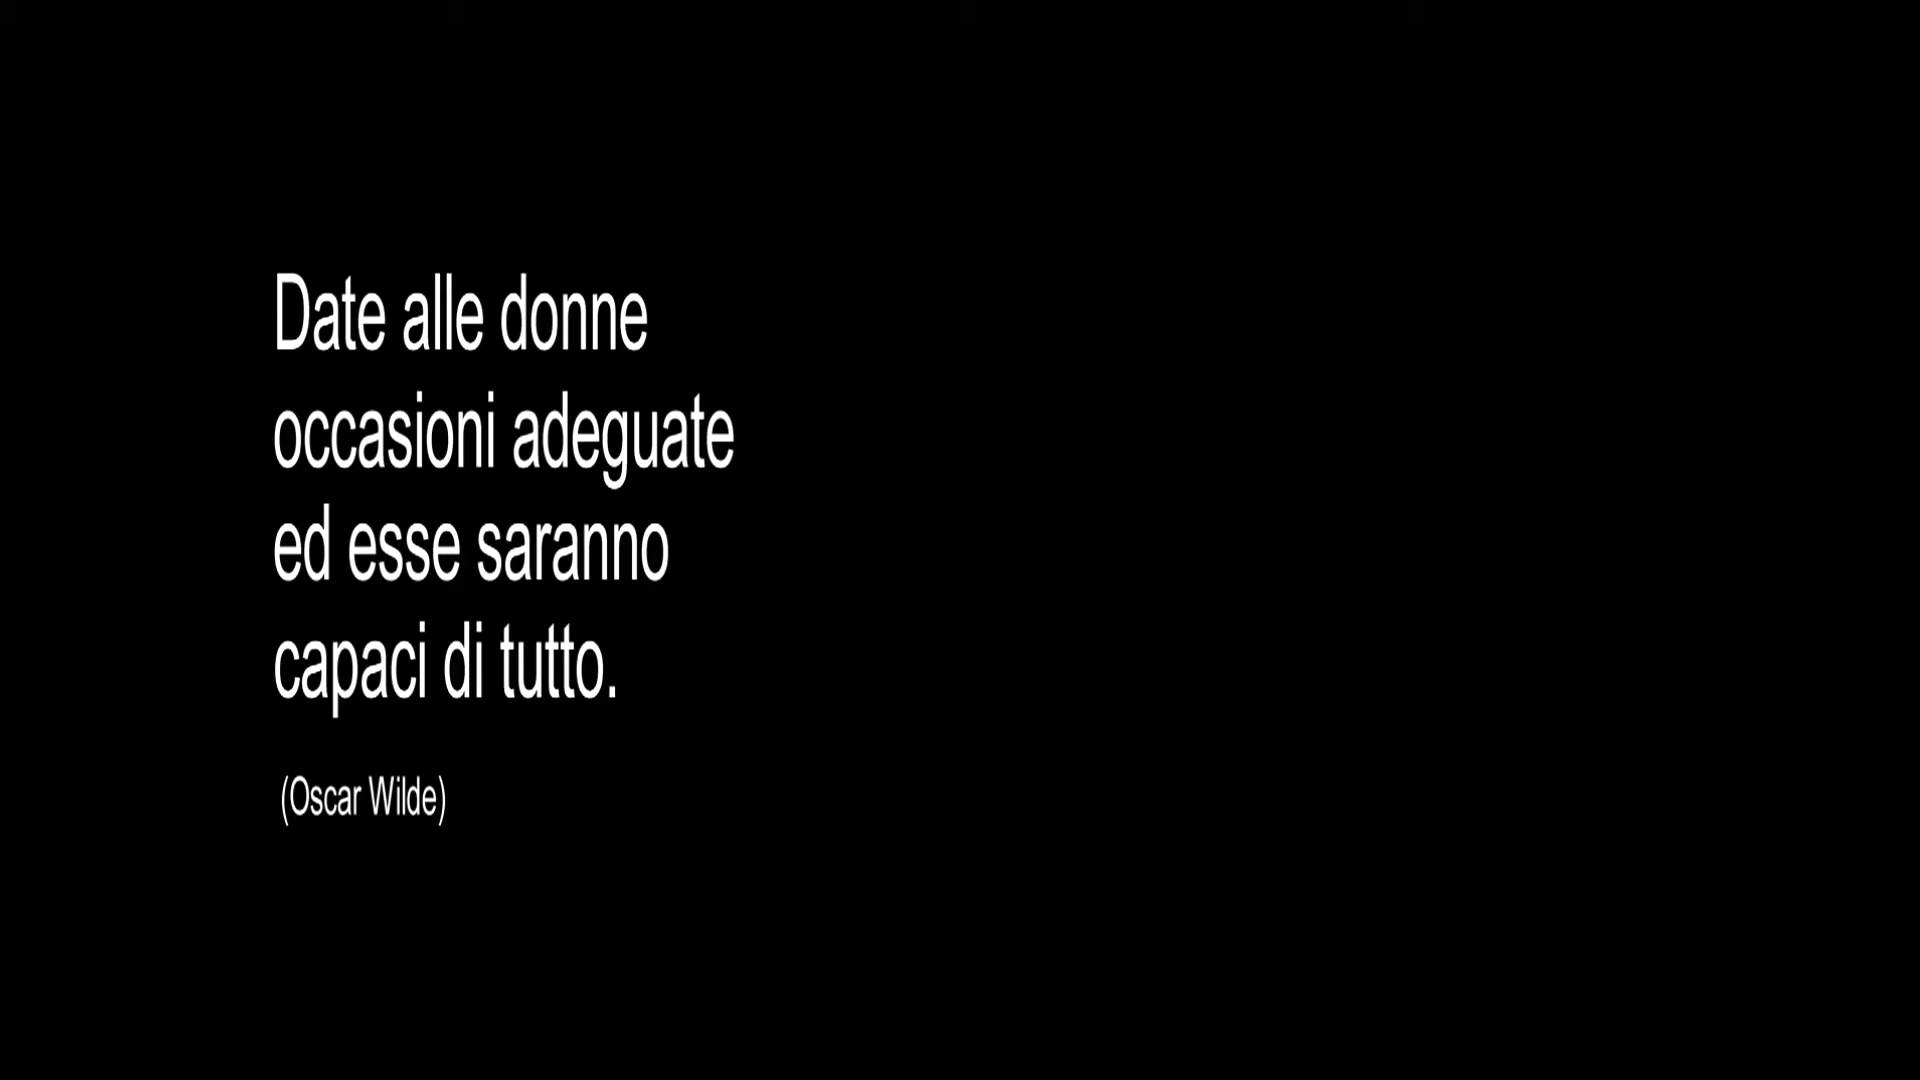 Date alle donne
occasioni adeguate
ed esse saranno
capaci di tutto.
(Oscar Wilde)